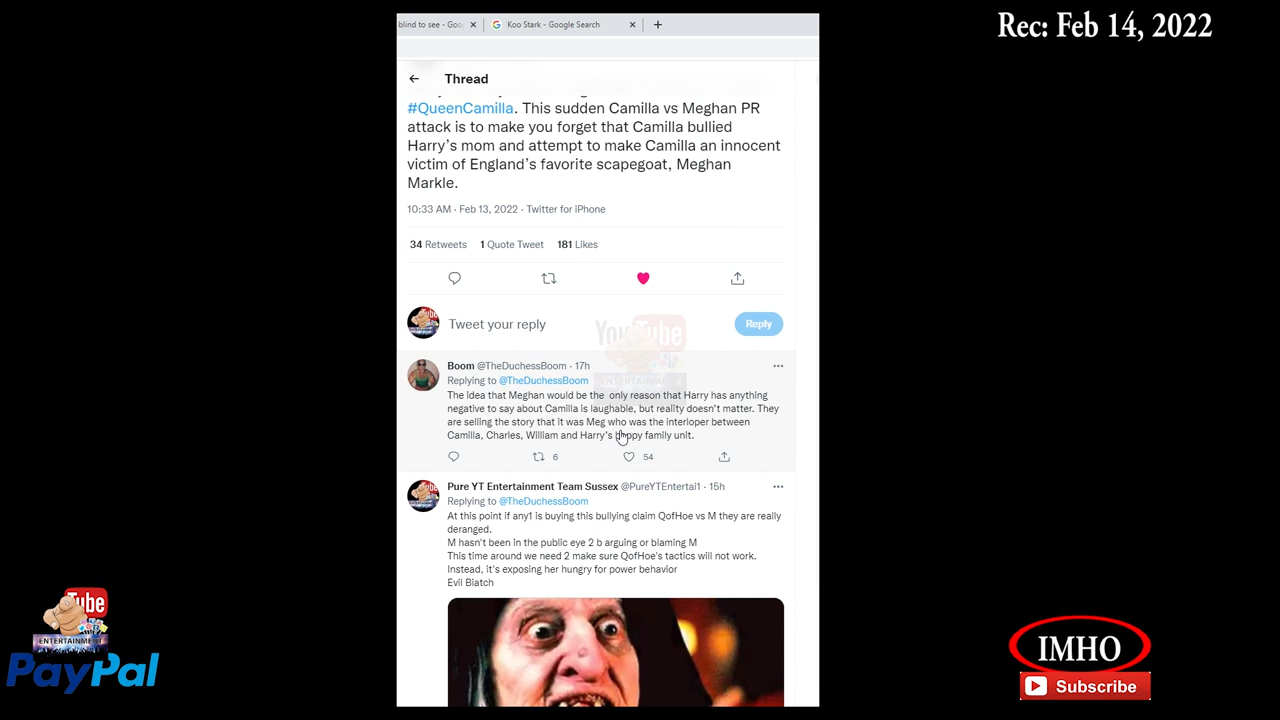 Rec: Feb 14, 2022
blind to see - Goo
Koo Stark - Google Search
Thread
#QueenCamilla. This sudden Camilla vs Meghan PR
attack is to make you forget that Camilla bullied
Harry's mom and attempt to make Camilla an innocent
victim of England's favorite scapegoat, Meghan
Markle.
10:33 AM · Feb 13, 2022 · Twitter for iPhone
34 Retweets 1 Quote Tweet 181 Likes
Tweet your reply
Reply
YouTube
ENTERTAINMENT
Boom @TheDuchessBoom · 17h
Replying to @TheDuchessBoom
The idea that Meghan would be the only reason that Harry has anything
negative to say about Camilla is laughable, but reality doesn't matter. They
are selling the story that it was Meg who was the interloper between
Camilla, Charles, William and Harry's happy family unit.
6 54
Pure YT Entertainment Team Sussex @PureYTEntertai1 · 15h
Replying to @TheDuchessBoom
At this point if any1 is buying this bullying claim QofHoe vs M they are really
deranged.
M hasn't been in the public eye 2 b arguing or blaming M
This time around we need 2 make sure QofHoe's tactics will not work.
Instead, it's exposing her hungry for power behavior
Evil Biatch
Tube
ENTERTAINMENT
PayPal
IMHO
Subscribe